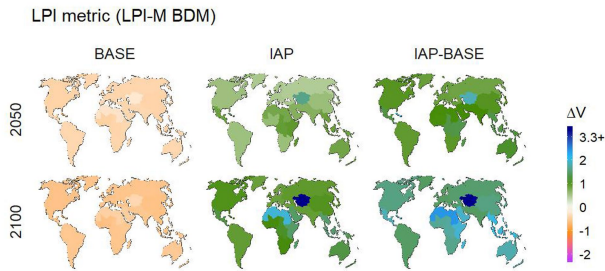 LPI metric (LPI-M BDM)
BASE IAP IAP-BASE
2050
2100
ΔV
3.3+
2
1
0
-1
-2